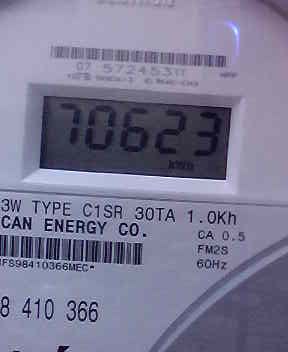 07 57245311
70623
kWh
3W TYPE C1SR 30TA 1.0Kh
CAN ENERGY CO.
CA 0.5
FM2S
60Hz
IFS98410366MEC*
8 410 366